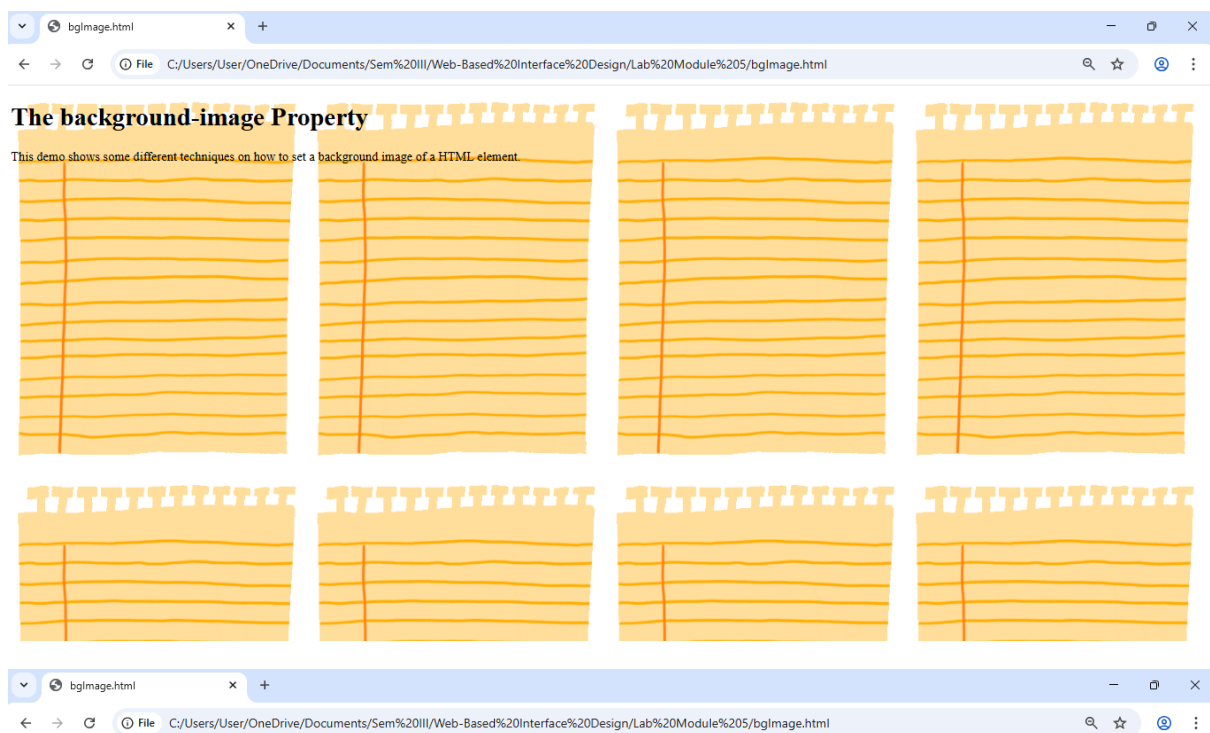 bgImage.html
File C:/Users/User/OneDrive/Documents/Sem%20III/Web-Based%20Interface%20Design/Lab%20Module%205/bgImage.html
The background-image Property
This demo shows some different techniques on how to set a background image of a HTML element.
bgImage.html
File C:/Users/User/OneDrive/Documents/Sem%20III/Web-Based%20Interface%20Design/Lab%20Module%205/bgImage.html